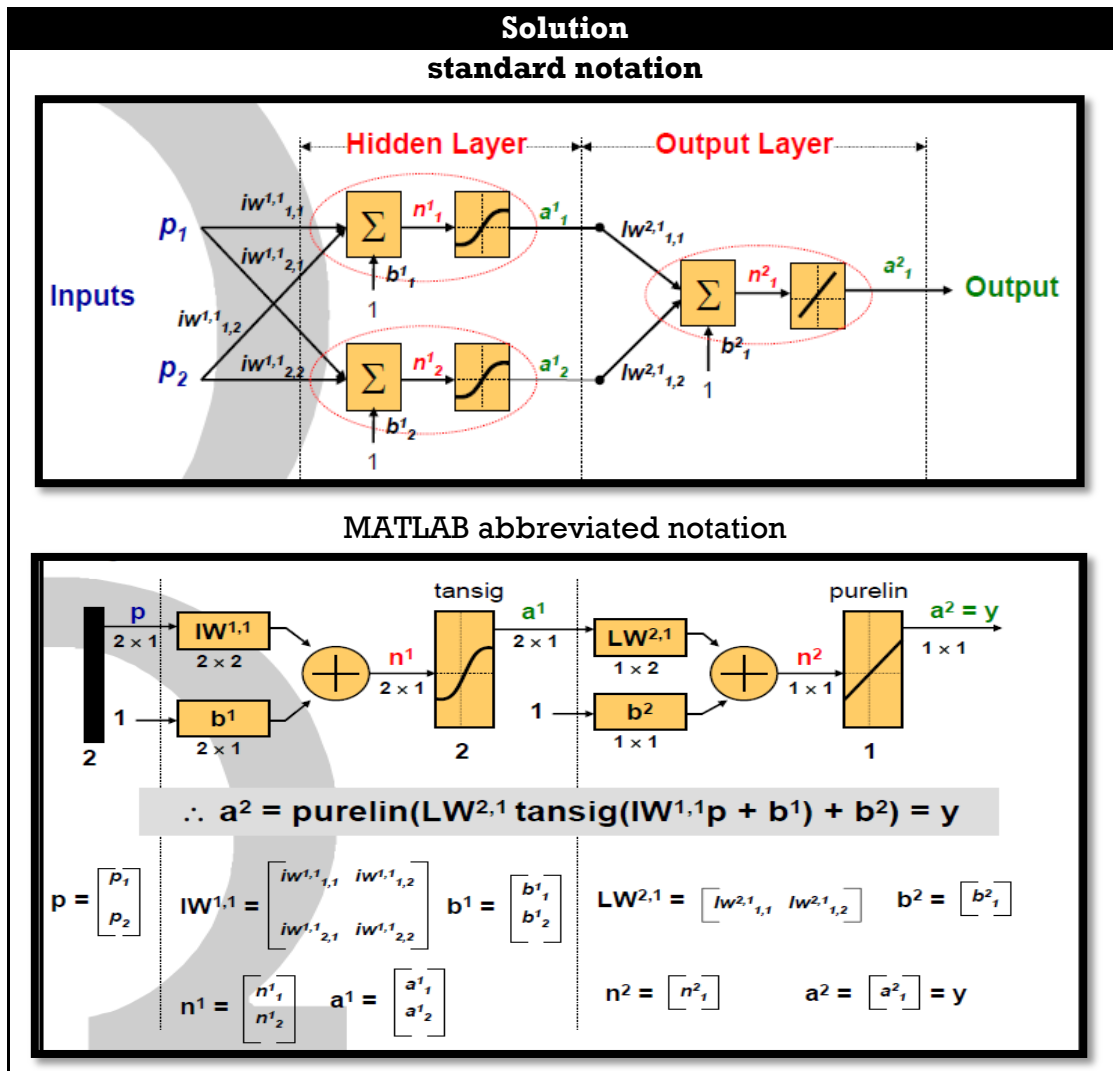 Solution
standard notation
Hidden Layer Output Layer
iw¹,¹₁,₁ n¹₁ a¹₁ lw²,¹₁,₁
p₁
iw¹,¹₂,₁ b¹₁ n²₁ a²₁
Inputs 1 Σ Σ Output
iw¹,¹₁,₂
iw¹,¹₂,₂ n¹₂ a¹₂ lw²,¹₁,₂ b²₁
p₂ Σ 1
b¹₂
1
MATLAB abbreviated notation
tansig purelin
p IW¹,¹ a¹ LW²,¹ a² = y
2 × 1 2 × 2 n¹ 2 × 1 1 × 2 n² 1 × 1
2 × 1 1 × 1
1 b¹ 1 b²
2 2 × 1 2 1 × 1 1
∴ a² = purelin(LW²,¹ tansig(IW¹,¹p + b¹) + b²) = y
p = [p₁ p₂] IW¹,¹ = [iw¹,¹₁,₁ iw¹,¹₁,₂ iw¹,¹₂,₁ iw¹,¹₂,₂] b¹ = [b¹₁ b¹₂] LW²,¹ = [lw²,¹₁,₁ lw²,¹₁,₂] b² = [b²₁]
n¹ = [n¹₁ n¹₂] a¹ = [a¹₁ a¹₂] n² = [n²₁] a² = [a²₁] = y